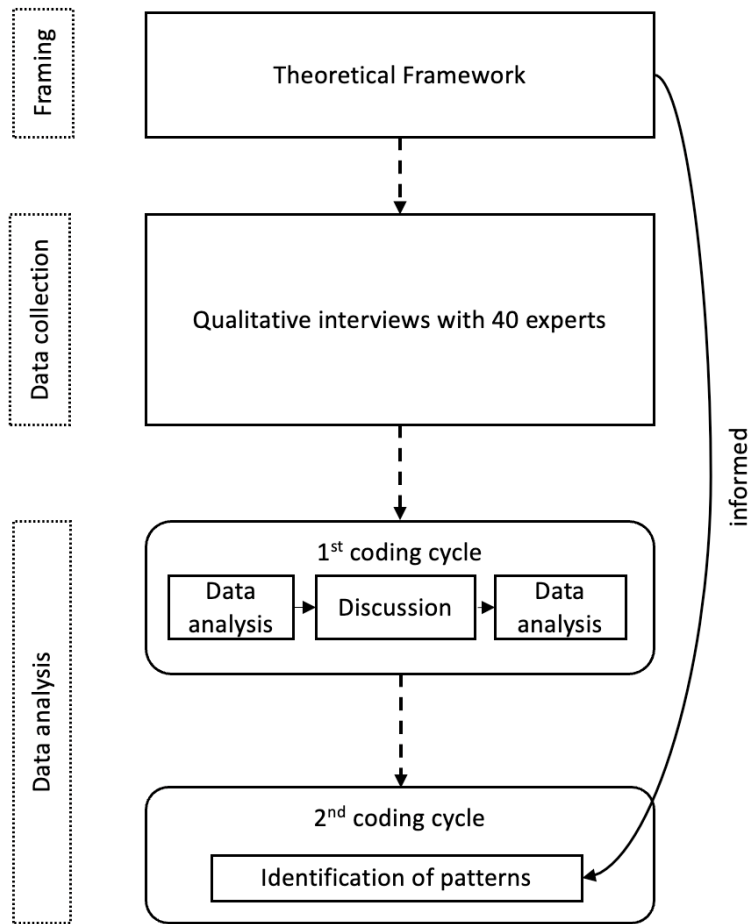 Framing
Theoretical Framework
Data collection
Qualitative interviews with 40 experts
informed
Data analysis
1st coding cycle
Data
analysis
Discussion
Data
analysis
2nd coding cycle
Identification of patterns